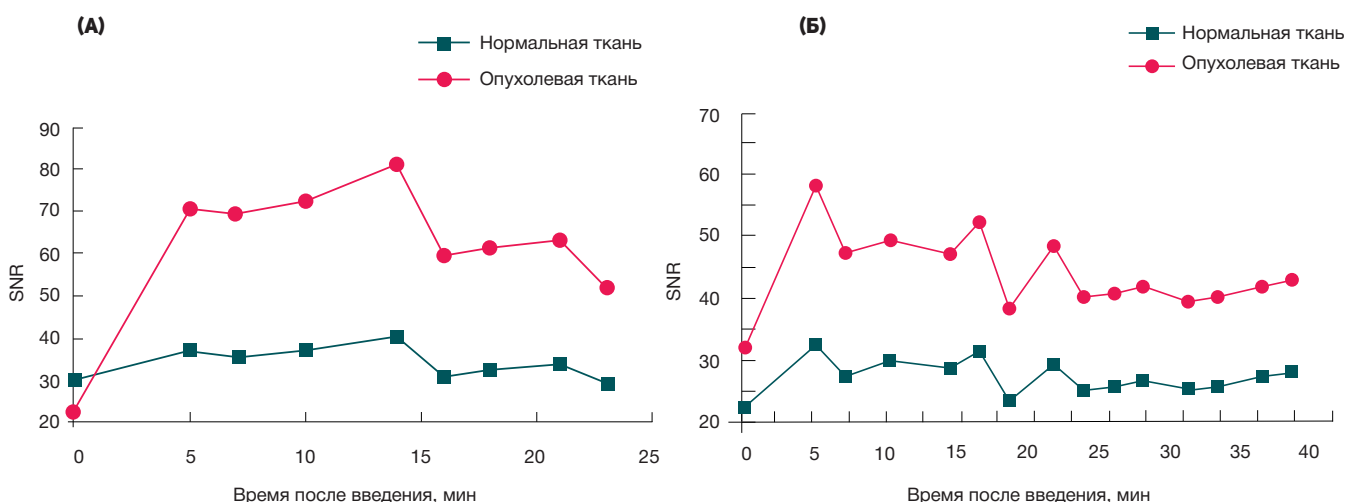 (А)
Нормальная ткань
Опухолевая ткань
SNR
90
80
70
60
50
40
30
20
0 5 10 15 20 25
Время после введения, мин
(Б)
Нормальная ткань
Опухолевая ткань
SNR
70
60
50
40
30
20
0 5 10 15 20 25 30 35 40
Время после введения, мин